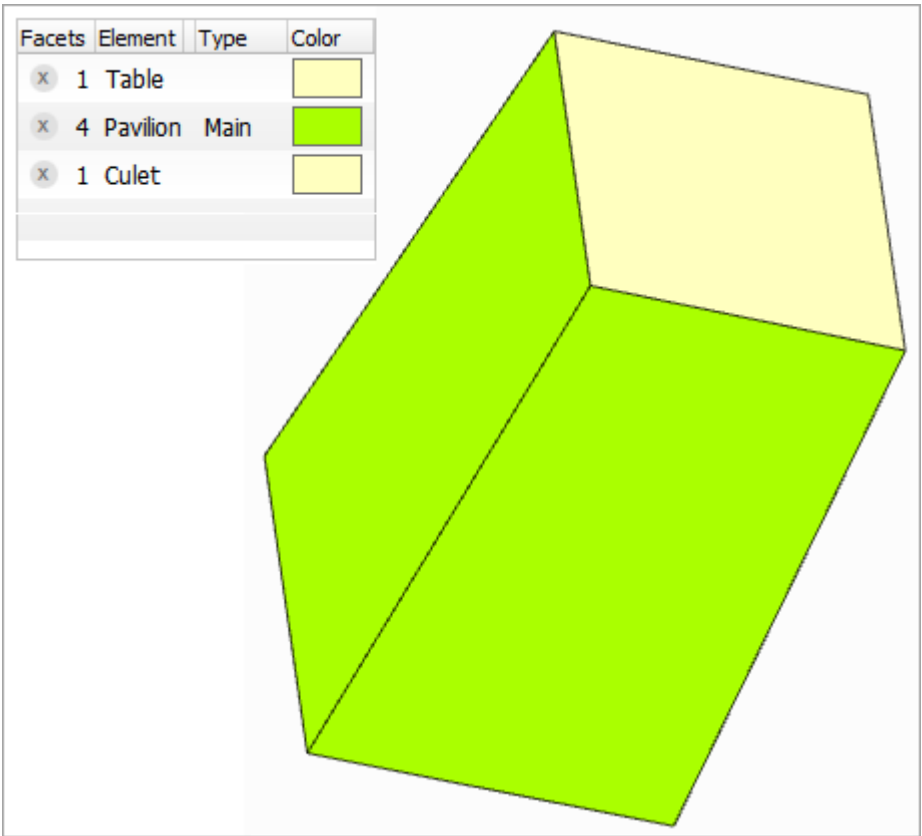 Facets Element Type Color
x 1 Table
x 4 Pavilion Main
x 1 Culet